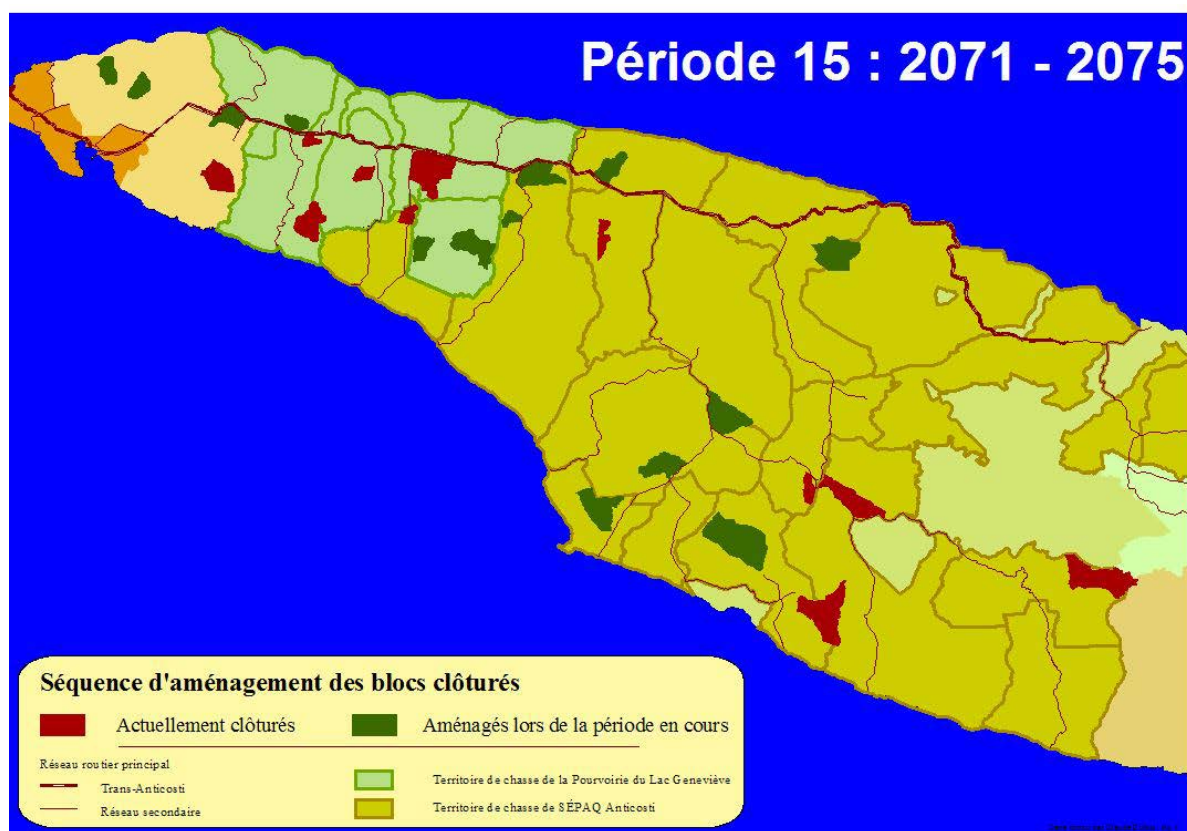 Période 15 : 2071 - 2075
Séquence d'aménagement des blocs clôturés
Actuellement clôturés
Aménagés lors de la période en cours
Réseau routier principal
Trans-Anticosti
Réseau secondaire
Territoire de chasse de la Pourvoirie du Lac Geneviève
Territoire de chasse de SÉPAQ Anticosti